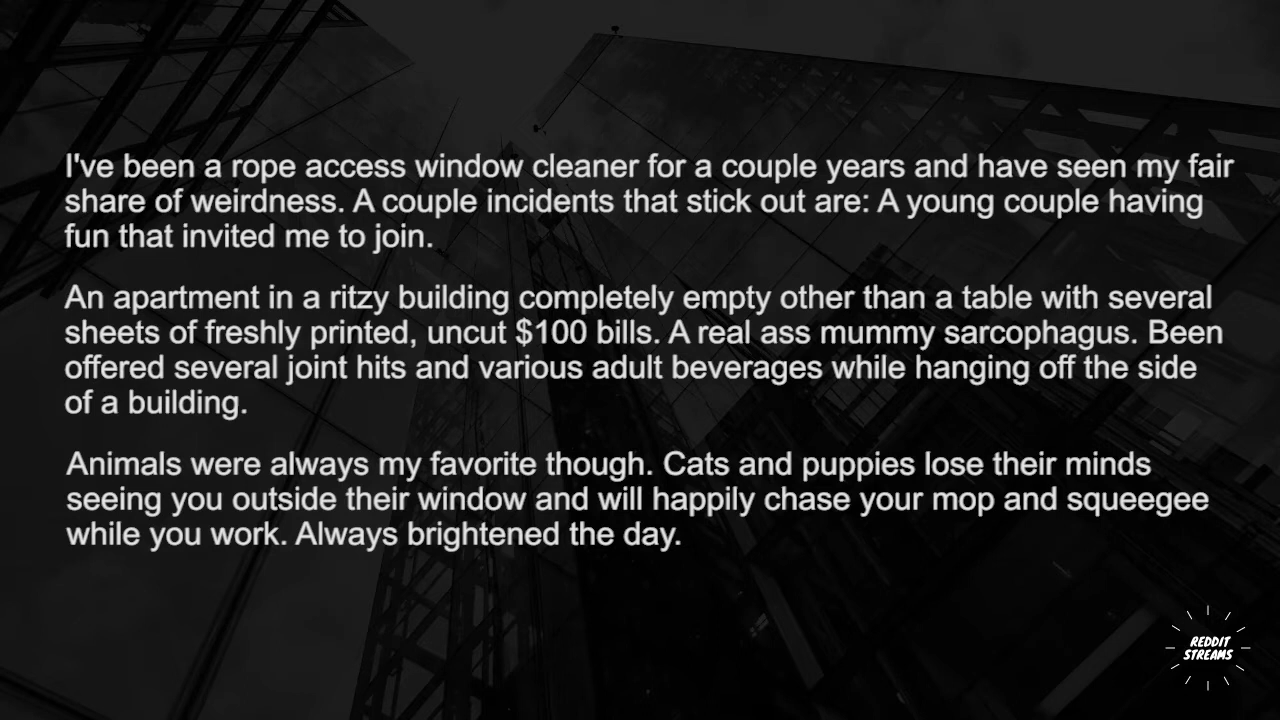 I've been a rope access window cleaner for a couple years and have seen my fair
share of weirdness. A couple incidents that stick out are: A young couple having
fun that invited me to join.
An apartment in a ritzy building completely empty other than a table with several
sheets of freshly printed, uncut $100 bills. A real ass mummy sarcophagus. Been
offered several joint hits and various adult beverages while hanging off the side
of a building.
Animals were always my favorite though. Cats and puppies lose their minds
seeing you outside their window and will happily chase your mop and squeegee
while you work. Always brightened the day.
REDDIT
STREAMS